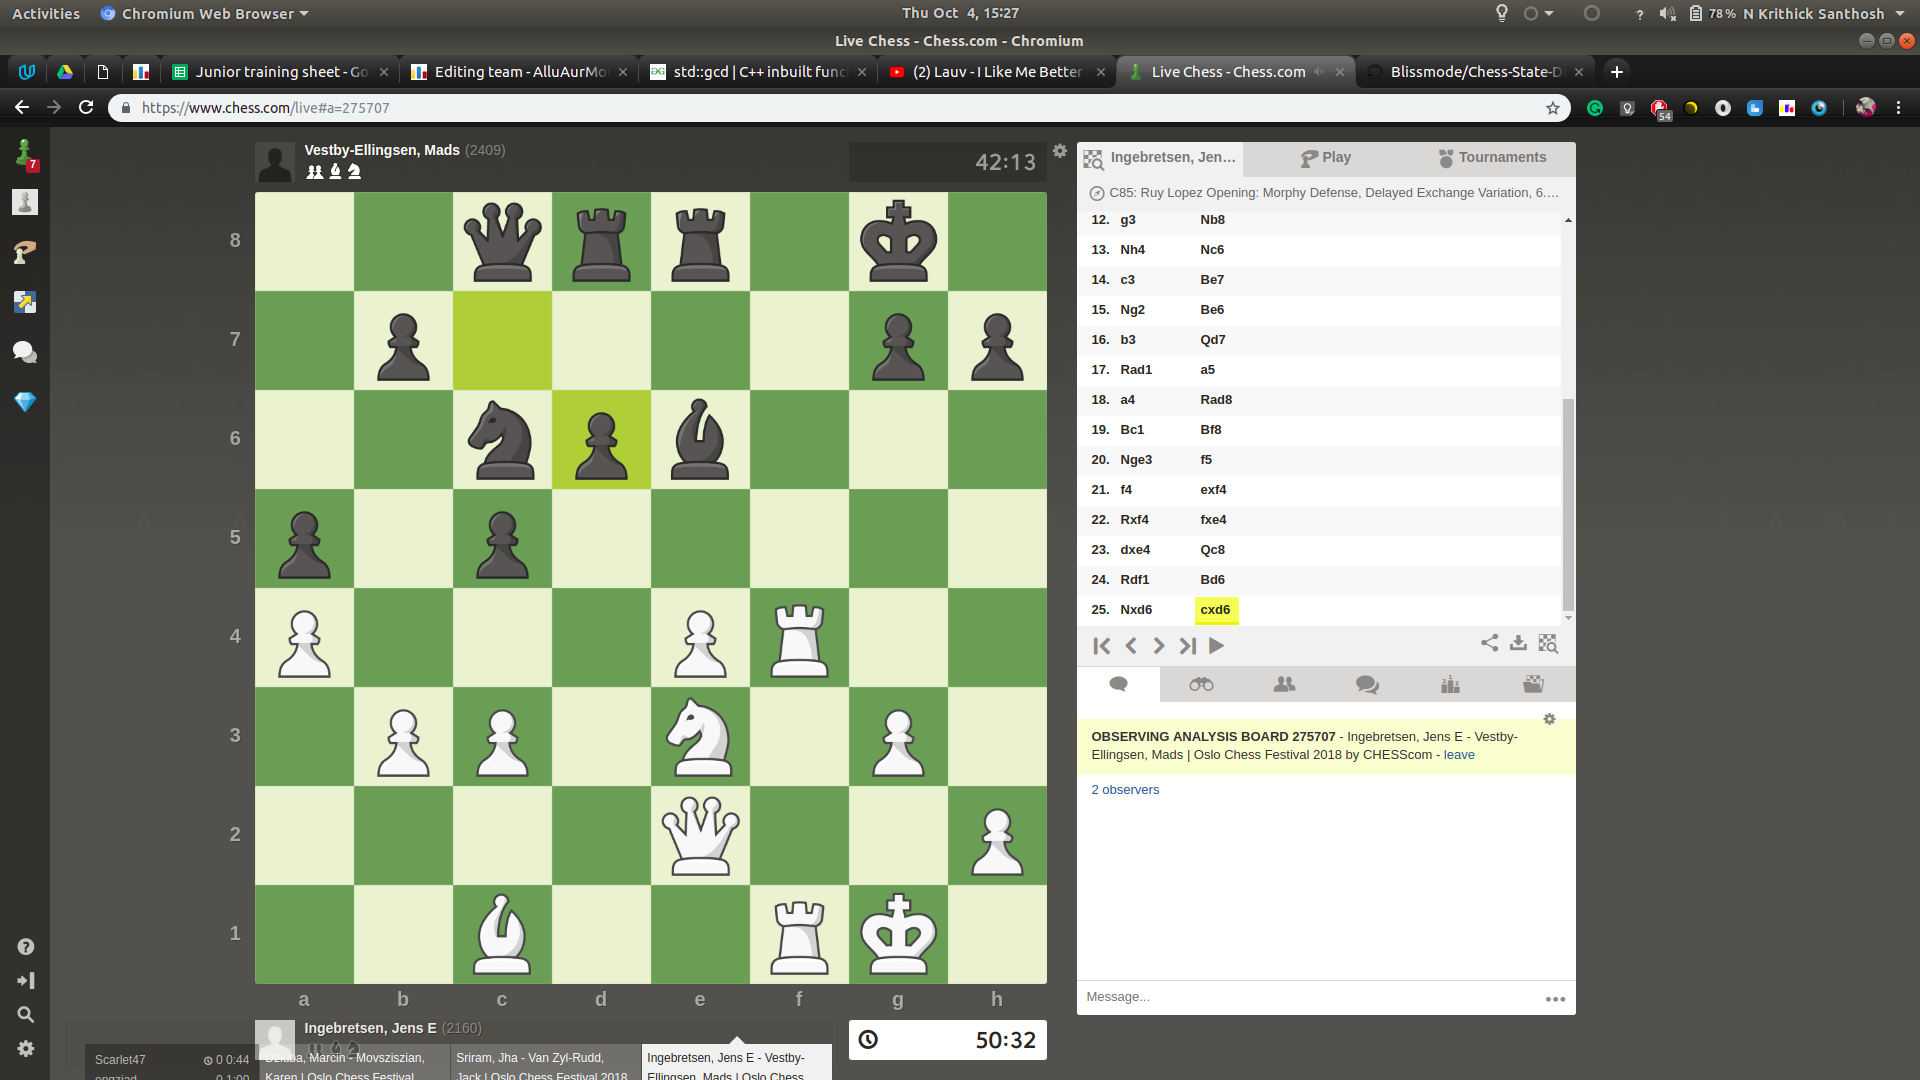 Activities
Chromium Web Browser
Thu Oct 4, 15:27
?
78 %
N Krithick Santhosh
Live Chess - Chess.com - Chromium
Junior training sheet - Go
Editing team - AlluAurMo
std::gcd | C++ inbuilt func
(2) Lauv - I Like Me Better
Live Chess - Chess.com
Blissmode/Chess-State-D
https://www.chess.com/live#a=275707
54
7
Vestby-Ellingsen, Mads (2409)
42:13
8
7
6
5
4
3
2
1
a b c d e f g h
Ingebretsen, Jens E (2160)
50:32
Ingebretsen, Jen...
Play
Tournaments
C85: Ruy Lopez Opening: Morphy Defense, Delayed Exchange Variation, 6....
12. g3 Nb8
13. Nh4 Nc6
14. c3 Be7
15. Ng2 Be6
16. b3 Qd7
17. Rad1 a5
18. a4 Rad8
19. Bc1 Bf8
20. Nge3 f5
21. f4 exf4
22. Rxf4 fxe4
23. dxe4 Qc8
24. Rdf1 Bd6
25. Nxd6 cxd6
OBSERVING ANALYSIS BOARD 275707 - Ingebretsen, Jens E - Vestby-
Ellingsen, Mads | Oslo Chess Festival 2018 by CHESScom - leave
2 observers
Message...
Scarlet47 0 0:44
Dziuba, Marcin - Movsziszian,
Karen | Oslo Chess Festival
Sriram, Jha - Van Zyl-Rudd,
Jack | Oslo Chess Festival 2018
Ingebretsen, Jens E - Vestby-
Ellingsen, Mads | Oslo Chess